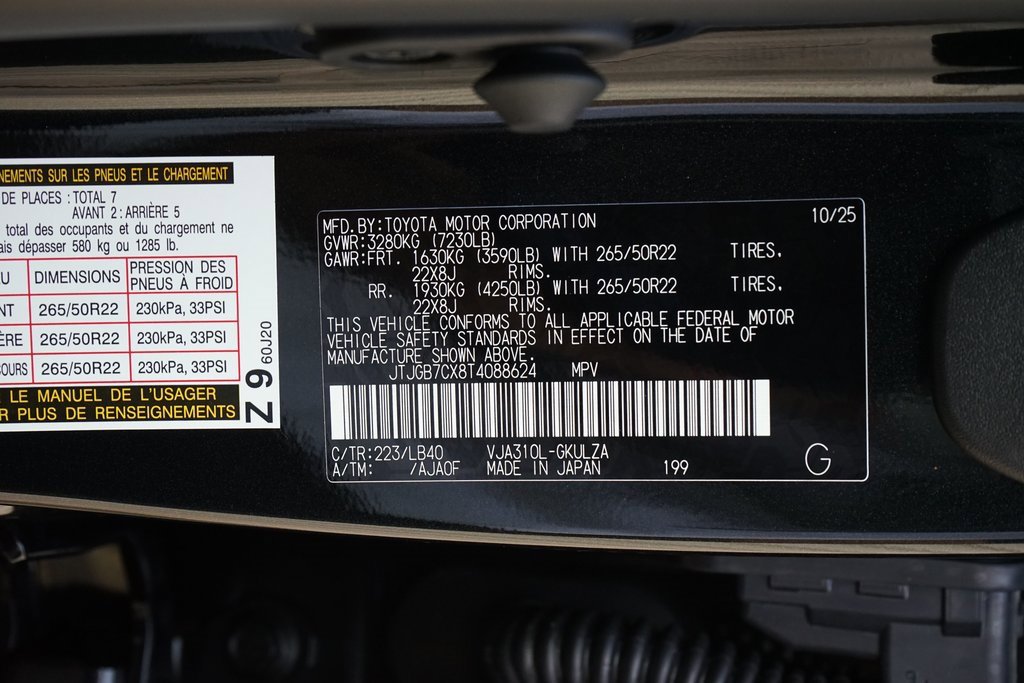 NEMENTS SUR LES PNEUS ET LE CHARGEMENT
DE PLACES : TOTAL 7
AVANT 2 : ARRIÈRE 5
total des occupants et du chargement ne
ais dépasser 580 kg ou 1285 lb.
U DIMENSIONS PRESSION DES PNEUS À FROID
NT 265/50R22 230kPa, 33PSI
ÈRE 265/50R22 230kPa, 33PSI
OURS 265/50R22 230kPa, 33PSI
LE MANUEL DE L'USAGER
R PLUS DE RENSEIGNEMENTS
Z 9 60J20
MFD.BY:TOYOTA MOTOR CORPORATION 10/25
GVWR:3280KG (7230LB)
GAWR:FRT. 1630KG (3590LB) WITH 265/50R22 TIRES.
22X8J RIMS.
RR. 1930KG (4250LB) WITH 265/50R22 TIRES.
22X8J RIMS.
THIS VEHICLE CONFORMS TO ALL APPLICABLE FEDERAL MOTOR
VEHICLE SAFETY STANDARDS IN EFFECT ON THE DATE OF
MANUFACTURE SHOWN ABOVE.
JTJGB7CX8T4088624 MPV
C/TR:223/LB40 VJA310L-GKULZA
A/TM: /AJA0F MADE IN JAPAN 199 G